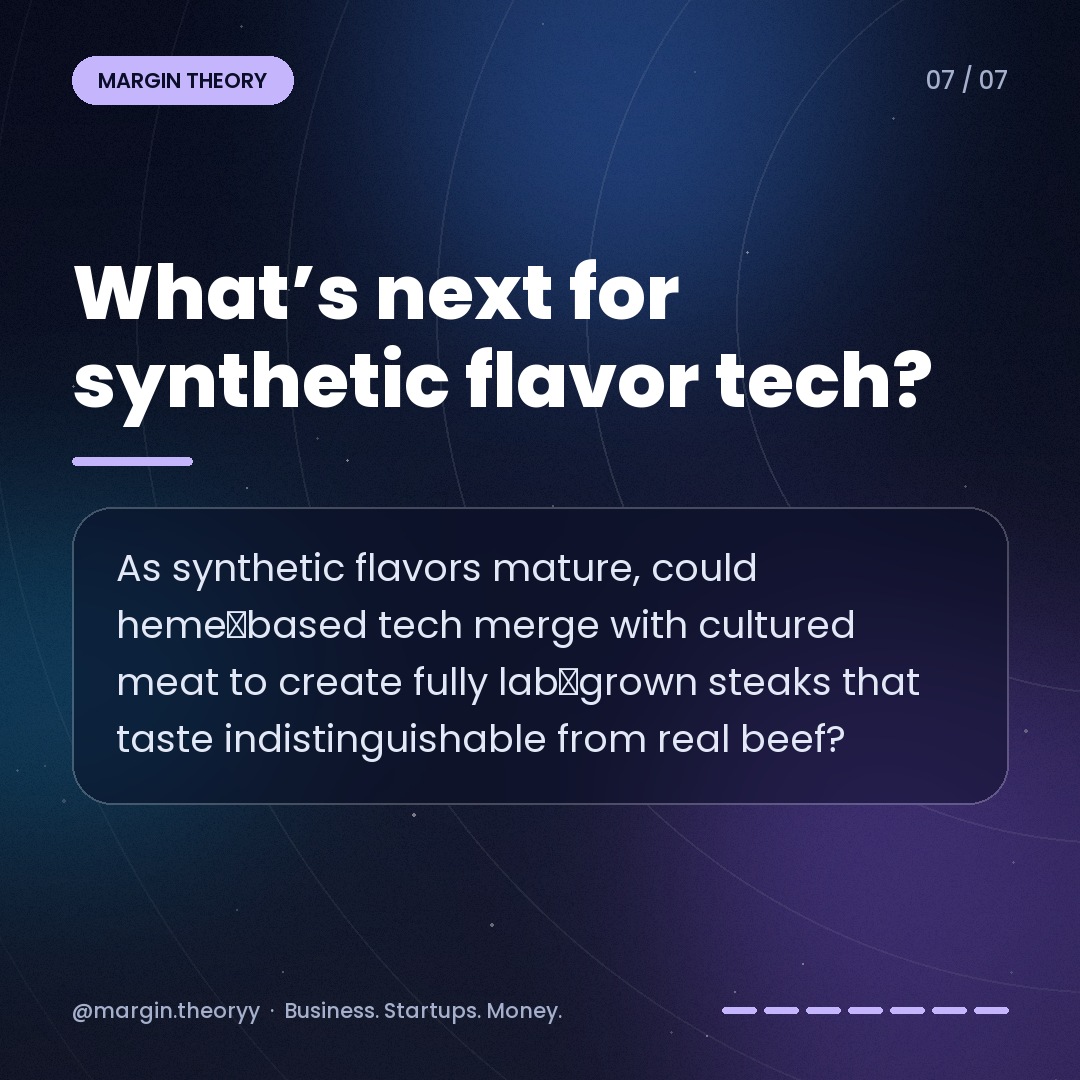 MARGIN THEORY
07 / 07
What’s next for
synthetic flavor tech?
As synthetic flavors mature, could
heme□based tech merge with cultured
meat to create fully lab□grown steaks that
taste indistinguishable from real beef?
@margin.theoryy · Business. Startups. Money.